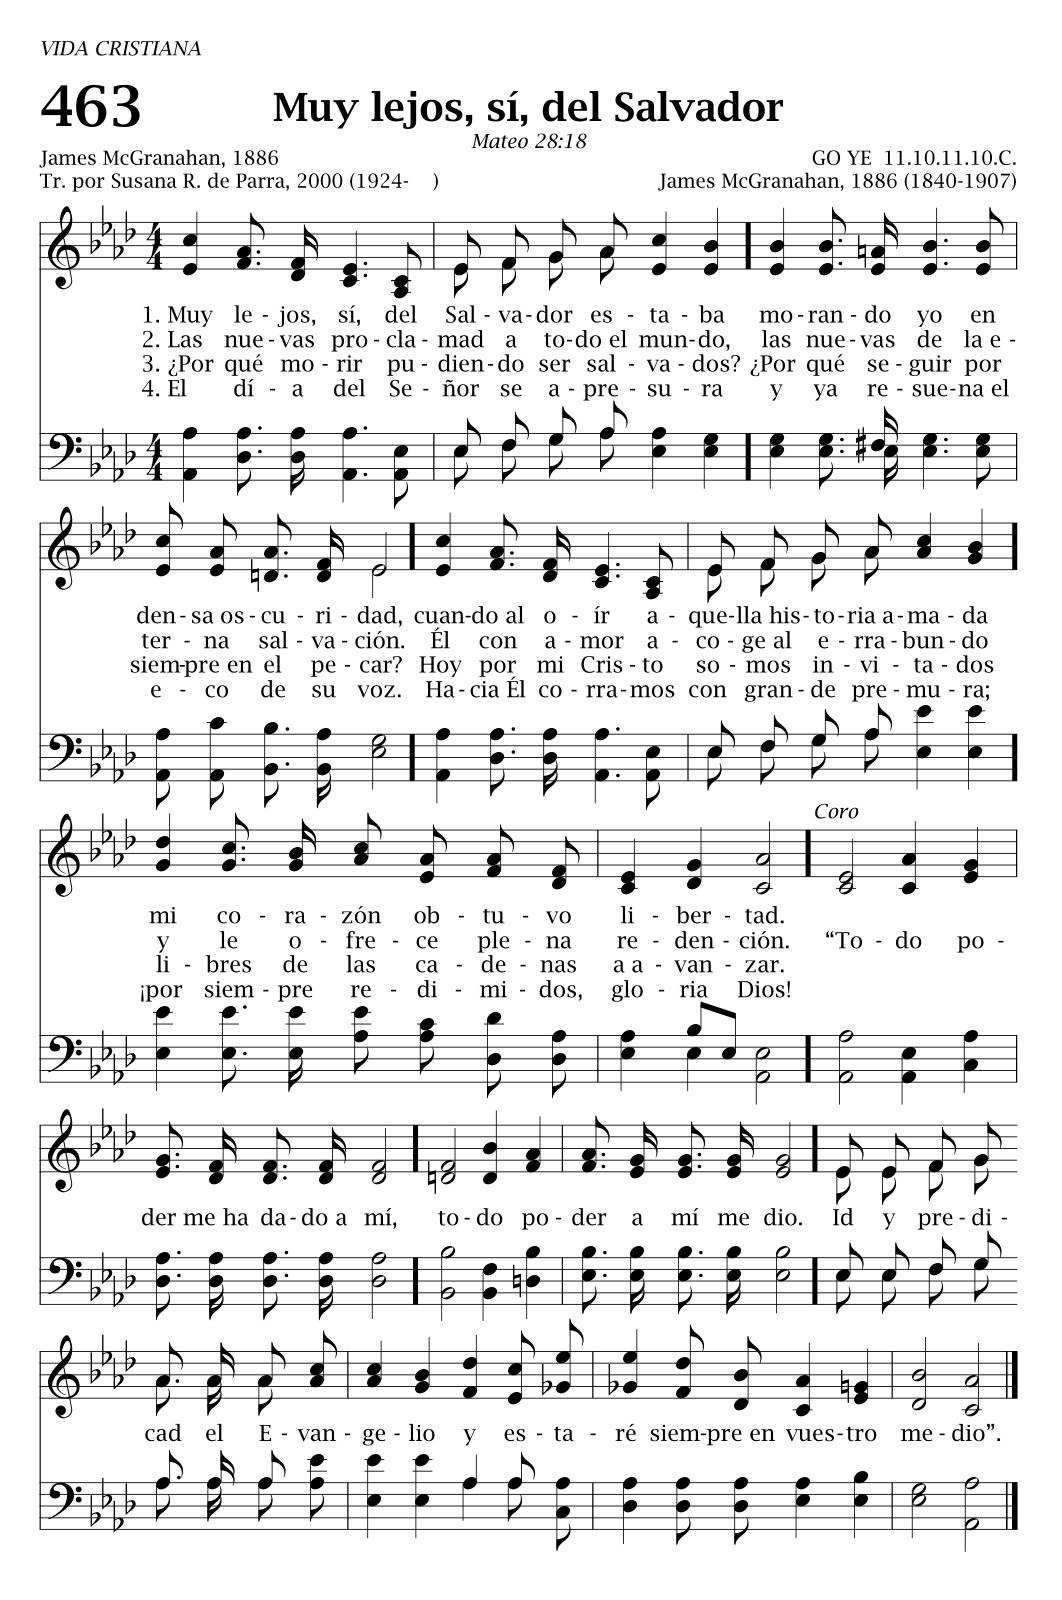 VIDA CRISTIANA
463
Muy lejos, sí, del Salvador
Mateo 28:18
James McGranahan, 1886
GO YE 11.10.11.10.C.
Tr. por Susana R. de Parra, 2000 (1924- )
James McGranahan, 1886 (1840-1907)
1. Muy le - jos, sí, del Sal - va - dor es - ta - ba mo - ran - do yo en
2. Las nue - vas pro - cla - mad a to - do el mun - do, las nue - vas de la e -
3. ¿Por qué mo - rir pu - dien - do ser sal - va - dos? ¿Por qué se - guir por
4. El dí - a del Se - ñor se a - pre - su - ra y ya re - sue - na el
den - sa os - cu - ri - dad, cuan - do al o - ír a - que - lla his - to - ria a - ma - da
ter - na sal - va - ción. Él con a - mor a - co - ge al e - rra - bun - do
siem - pre en el pe - car? Hoy por mi Cris - to so - mos in - vi - ta - dos
e - co de su voz. Ha - cia Él co - rra - mos con gran - de pre - mu - ra;
Coro
mi co - ra - zón ob - tu - vo li - ber - tad.
y le o - fre - ce ple - na re - den - ción. “To - do po -
li - bres de las ca - de - nas a a - van - zar.
¡por siem - pre re - di - mi - dos, glo - ria Dios!
der me ha da - do a mí, to - do po - der a mí me dio. Id y pre - di -
cad el E - van - ge - lio y es - ta - ré siem - pre en vues - tro me - dio”.